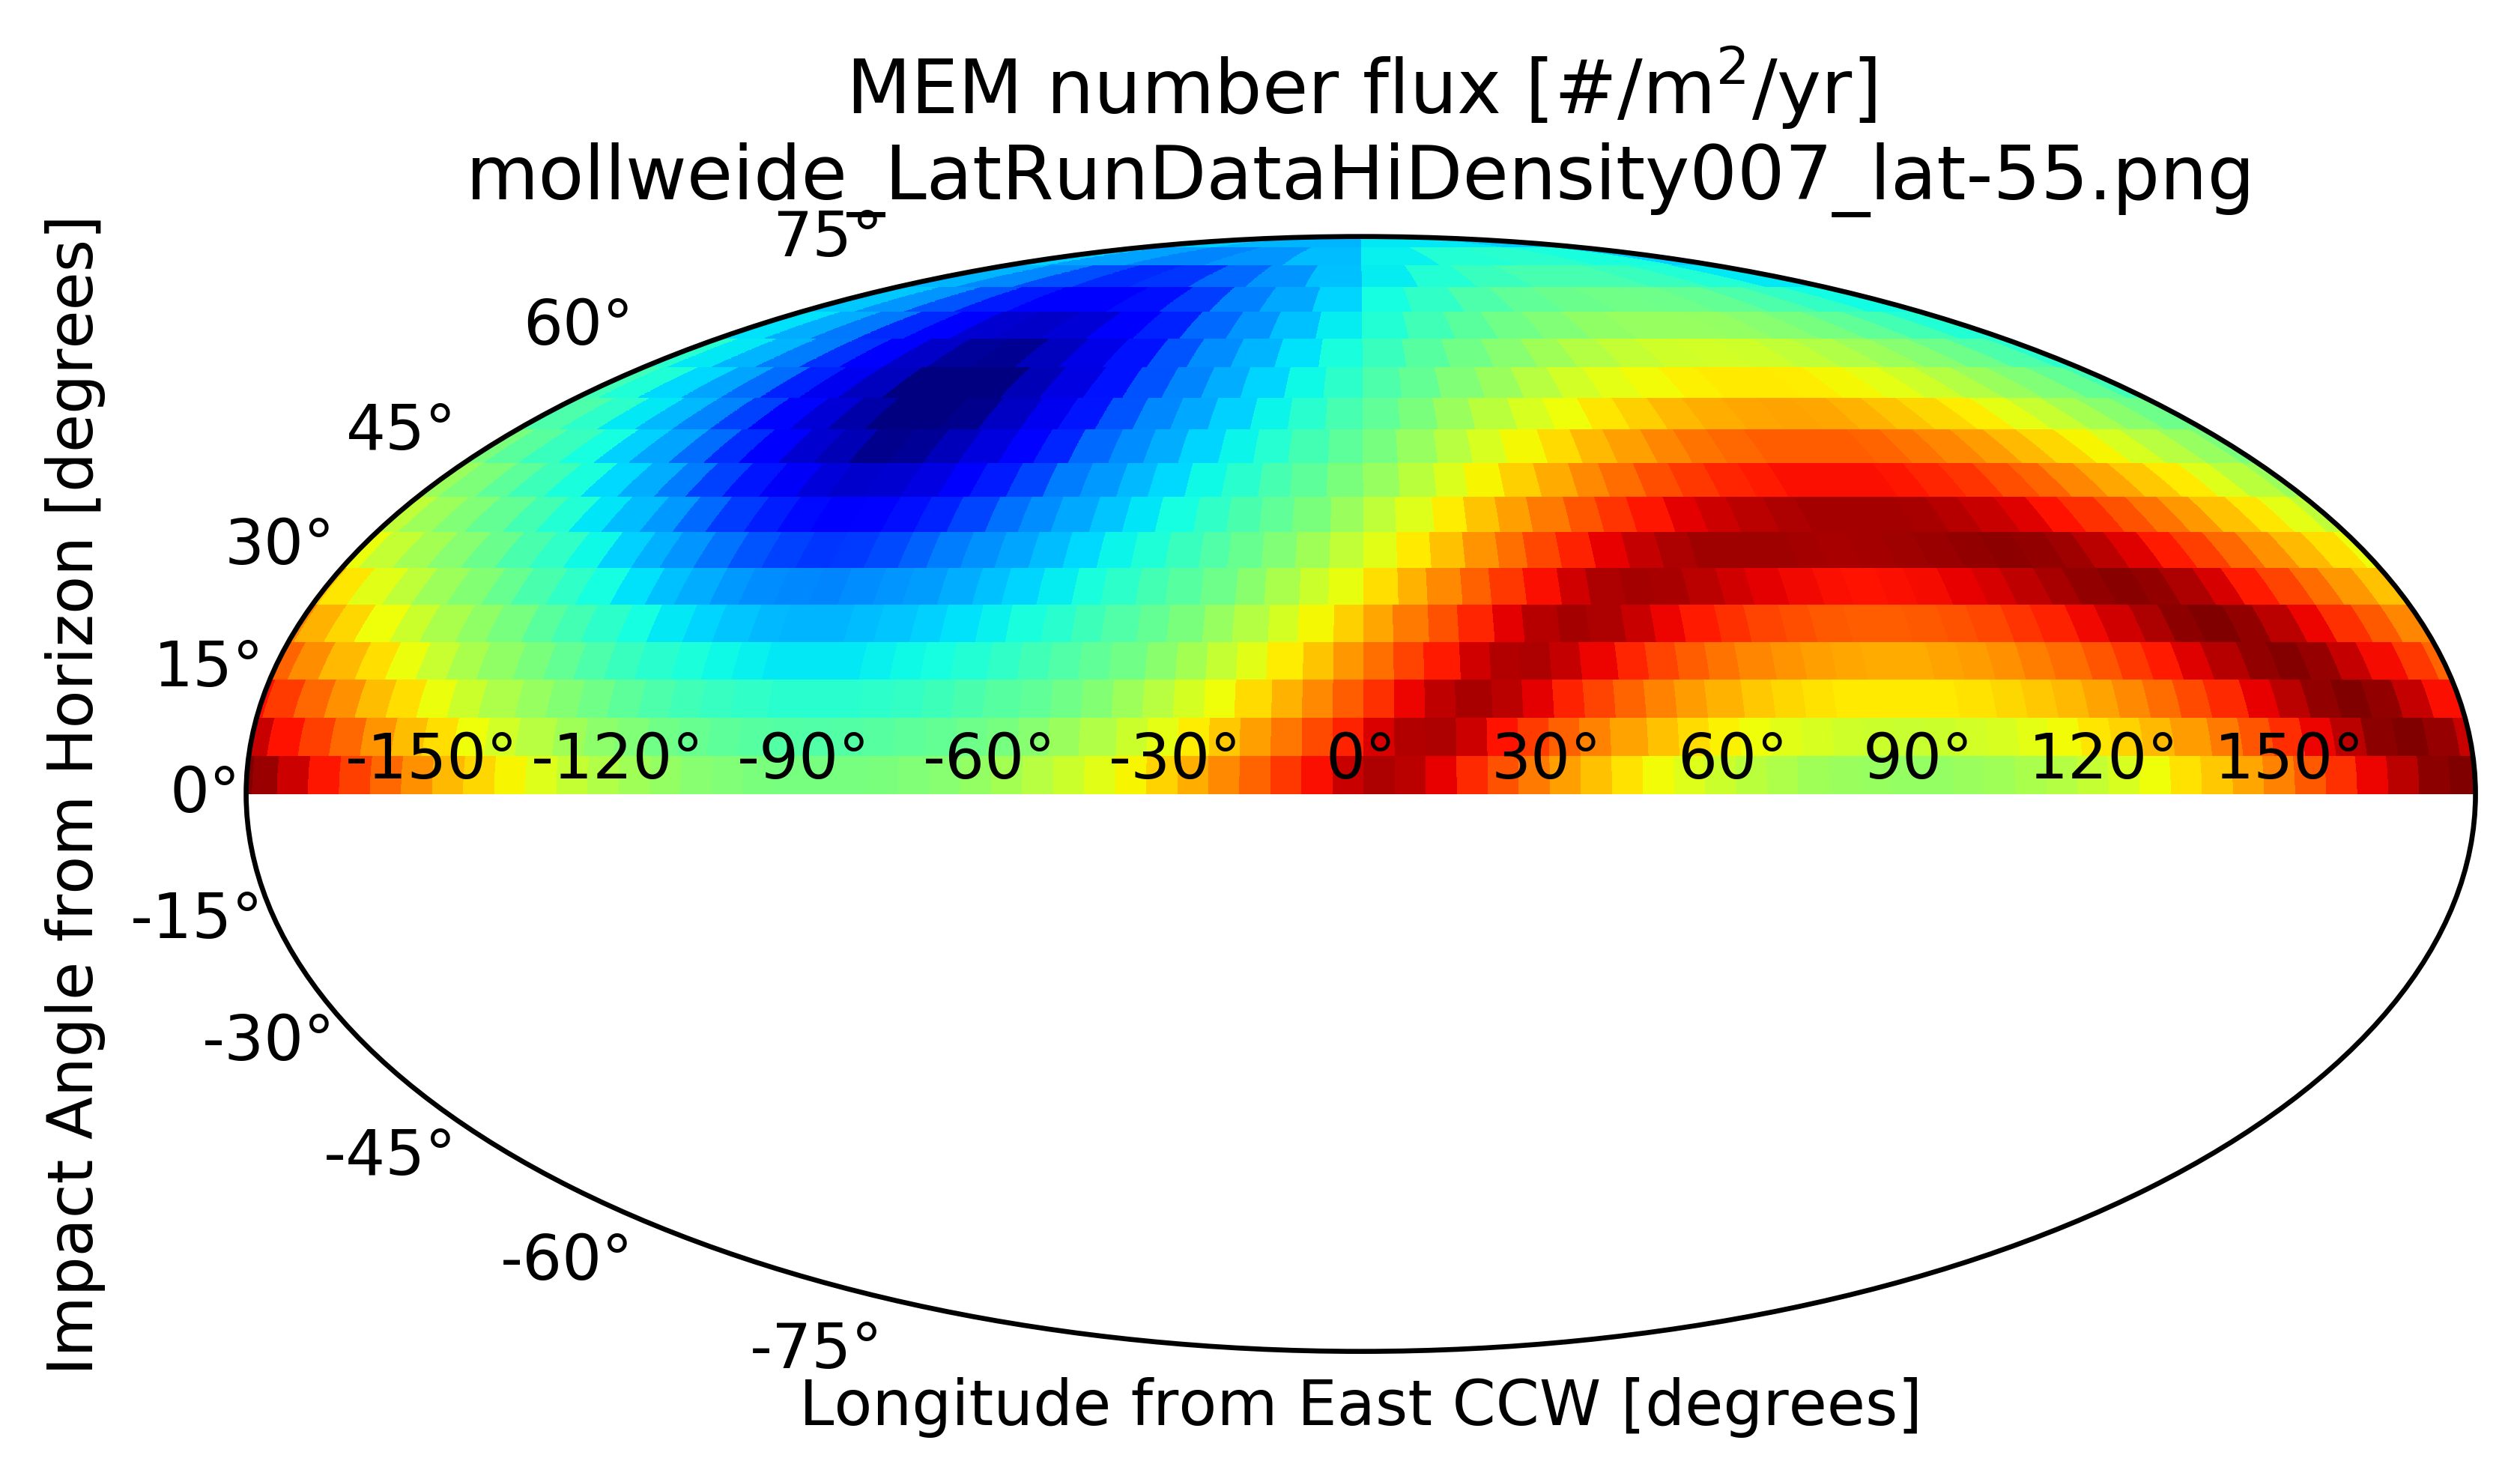 MEM number flux [#/m²/yr]
mollweide_LatRunDataHiDensity007_lat-55.png
75°
60°
45°
30°
15°
0°
-15°
-30°
-45°
-60°
-75°
-150° -120° -90° -60° -30° 0° 30° 60° 90° 120° 150°
Impact Angle from Horizon [degrees]
Longitude from East CCW [degrees]